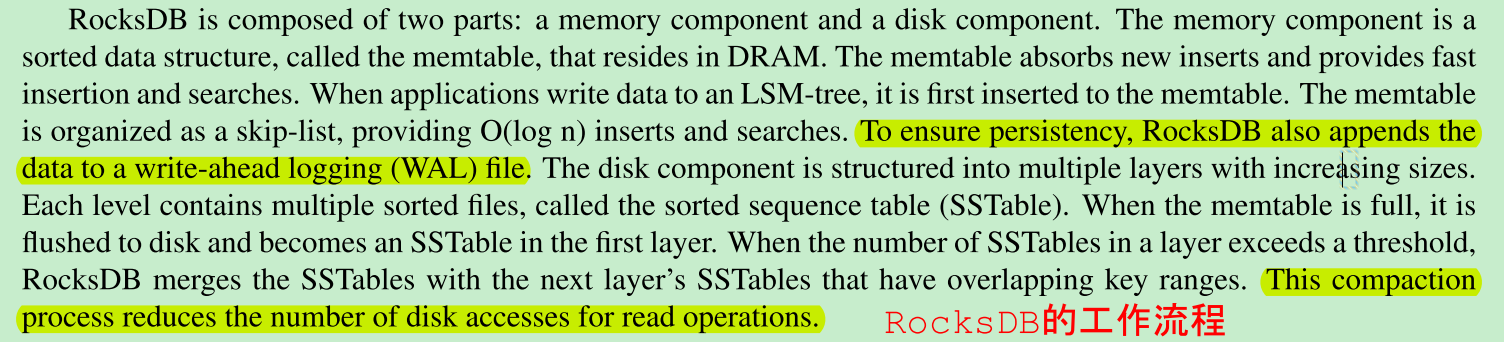 RocksDB is composed of two parts: a memory component and a disk component. The memory component is a
sorted data structure, called the memtable, that resides in DRAM. The memtable absorbs new inserts and provides fast
insertion and searches. When applications write data to an LSM-tree, it is first inserted to the memtable. The memtable
is organized as a skip-list, providing O(log n) inserts and searches. To ensure persistency, RocksDB also appends the
data to a write-ahead logging (WAL) file. The disk component is structured into multiple layers with increasing sizes.
Each level contains multiple sorted files, called the sorted sequence table (SSTable). When the memtable is full, it is
flushed to disk and becomes an SSTable in the first layer. When the number of SSTables in a layer exceeds a threshold,
RocksDB merges the SSTables with the next layer's SSTables that have overlapping key ranges. This compaction
process reduces the number of disk accesses for read operations.
RocksDB的工作流程